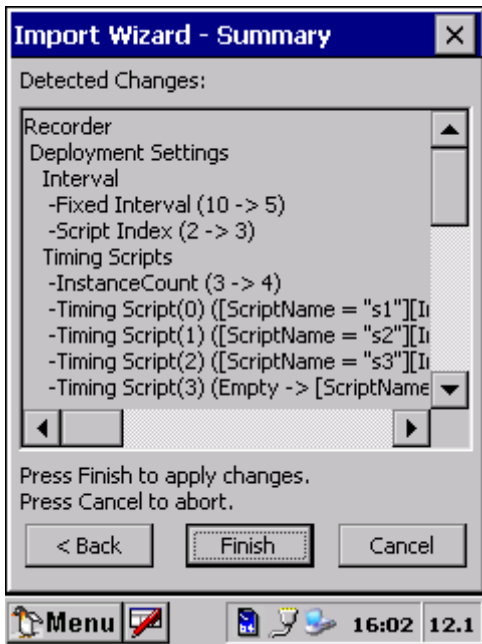 Import Wizard - Summary
Detected Changes:
Recorder
Deployment Settings
Interval
-Fixed Interval (10 -> 5)
-Script Index (2 -> 3)
Timing Scripts
-InstanceCount (3 -> 4)
-Timing Script(0) ([ScriptName = "s1"][I
-Timing Script(1) ([ScriptName = "s2"][I
-Timing Script(2) ([ScriptName = "s3"][I
-Timing Script(3) (Empty -> [ScriptName
Press Finish to apply changes.
Press Cancel to abort.
< Back Finish Cancel
Menu 16:02 12.1